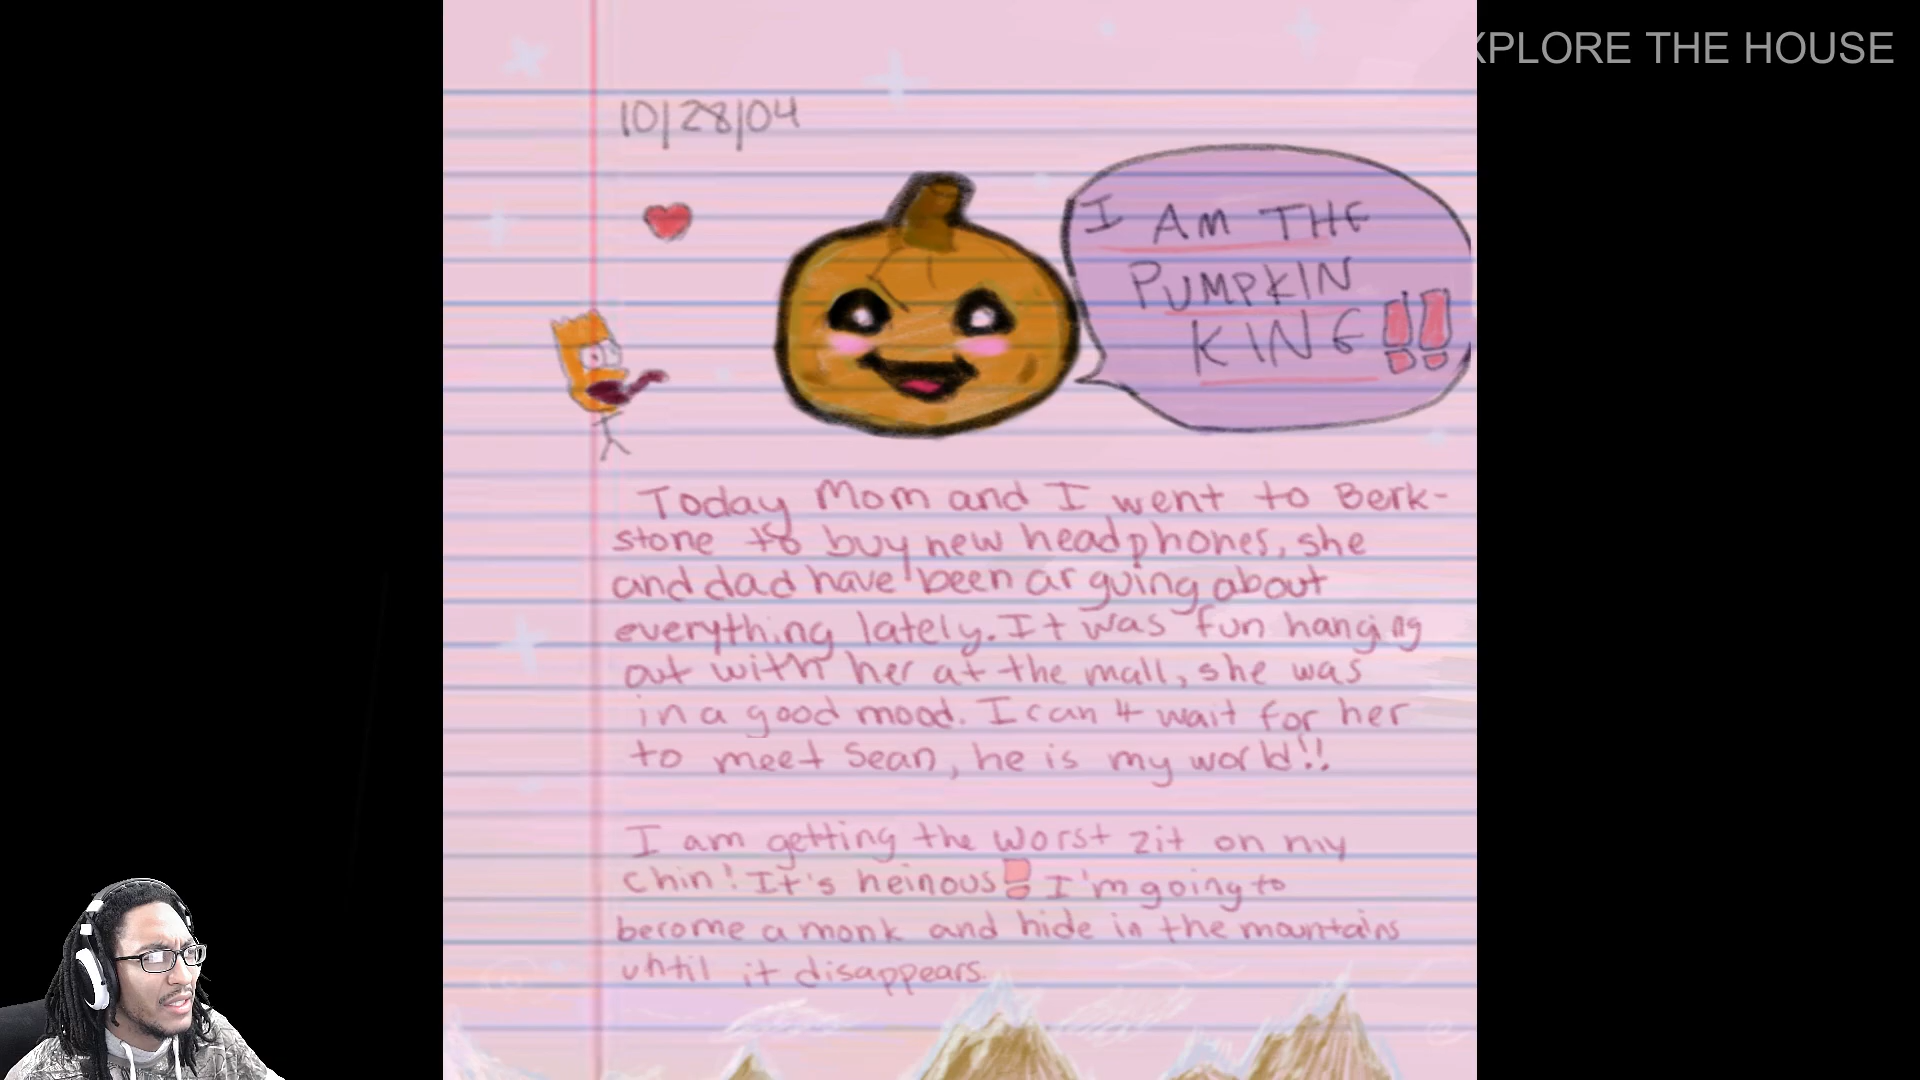 XPLORE THE HOUSE
10/28/04
I AM THE
PUMPKIN
KING!!
Today Mom and I went to Berk-
stone to buy new headphones, she
and dad have been arguing about
everything lately. It was fun hanging
out with her at the mall, she was
in a good mood. I can't wait for her
to meet Sean, he is my world!!
I am getting the worst zit on my
chin! It's heinous! I'm going to
become a monk and hide in the mountains
until it disappears.